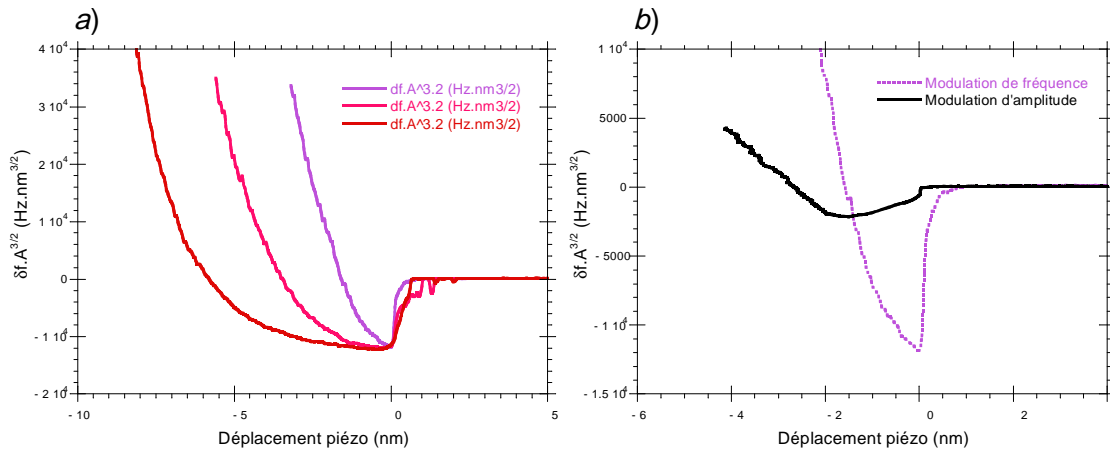 a)
4 10⁴
3 10⁴
2 10⁴
1 10⁴
0
- 1 10⁴
- 2 10⁴
- 10
- 5
0
5
df.A^3.2 (Hz.nm3/2)
df.A^3.2 (Hz.nm3/2)
df.A^3.2 (Hz.nm3/2)
δf.A^3/2 (Hz.nm^3/2)
Déplacement piézo (nm)
b)
1 10⁴
5000
0
- 5000
- 1 10⁴
- 1.5 10⁴
- 6
- 4
- 2
0
2
Modulation de fréquence
Modulation d'amplitude
δf.A^3/2 (Hz.nm^3/2)
Déplacement piézo (nm)